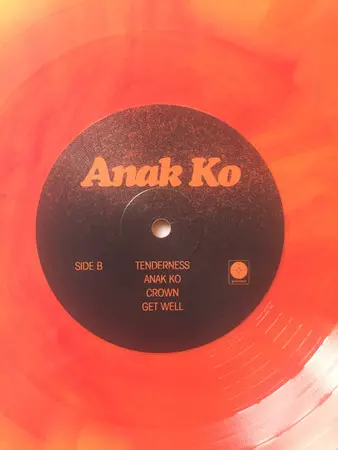 Anak Ko
SIDE B
TENDERNESS
ANAK KO
CROWN
GET WELL